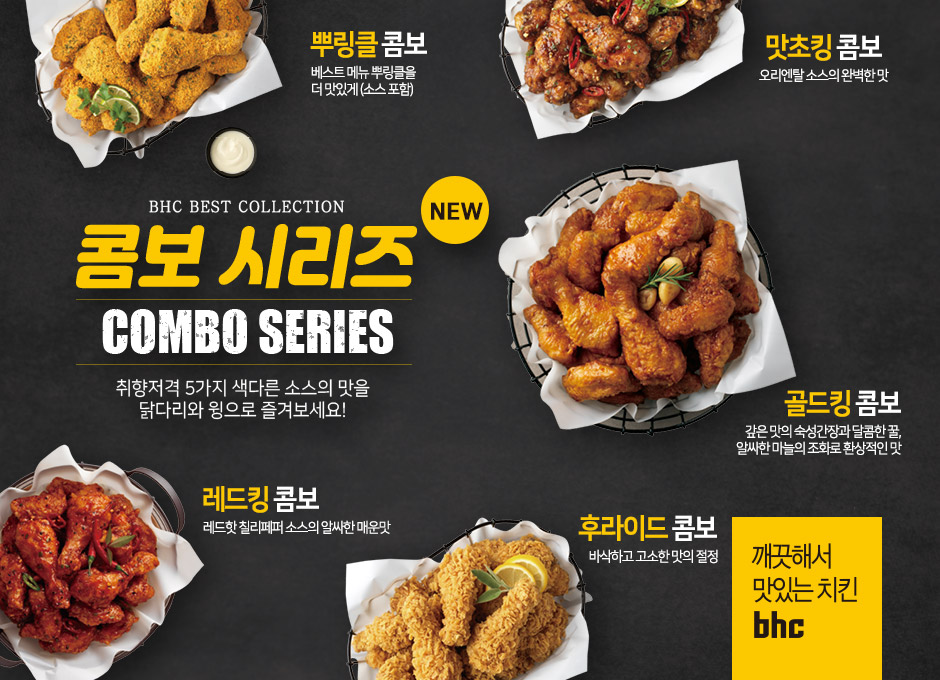 뿌링클 콤보
베스트 메뉴 뿌링클을
더 맛있게 (소스 포함)
맛초킹 콤보
오리엔탈 소스의 완벽한 맛
BHC BEST COLLECTION
NEW
콤보 시리즈
COMBO SERIES
취향저격 5가지 색다른 소스의 맛을
닭다리와 윙으로 즐겨보세요!
골드킹 콤보
깊은 맛의 숙성간장과 달콤한 꿀,
알싸한 마늘의 조화로 환상적인 맛
레드킹 콤보
레드핫 칠리페퍼 소스의 알싸한 매운맛
후라이드 콤보
바삭하고 고소한 맛의 절정
깨끗해서
맛있는 치킨
bhc